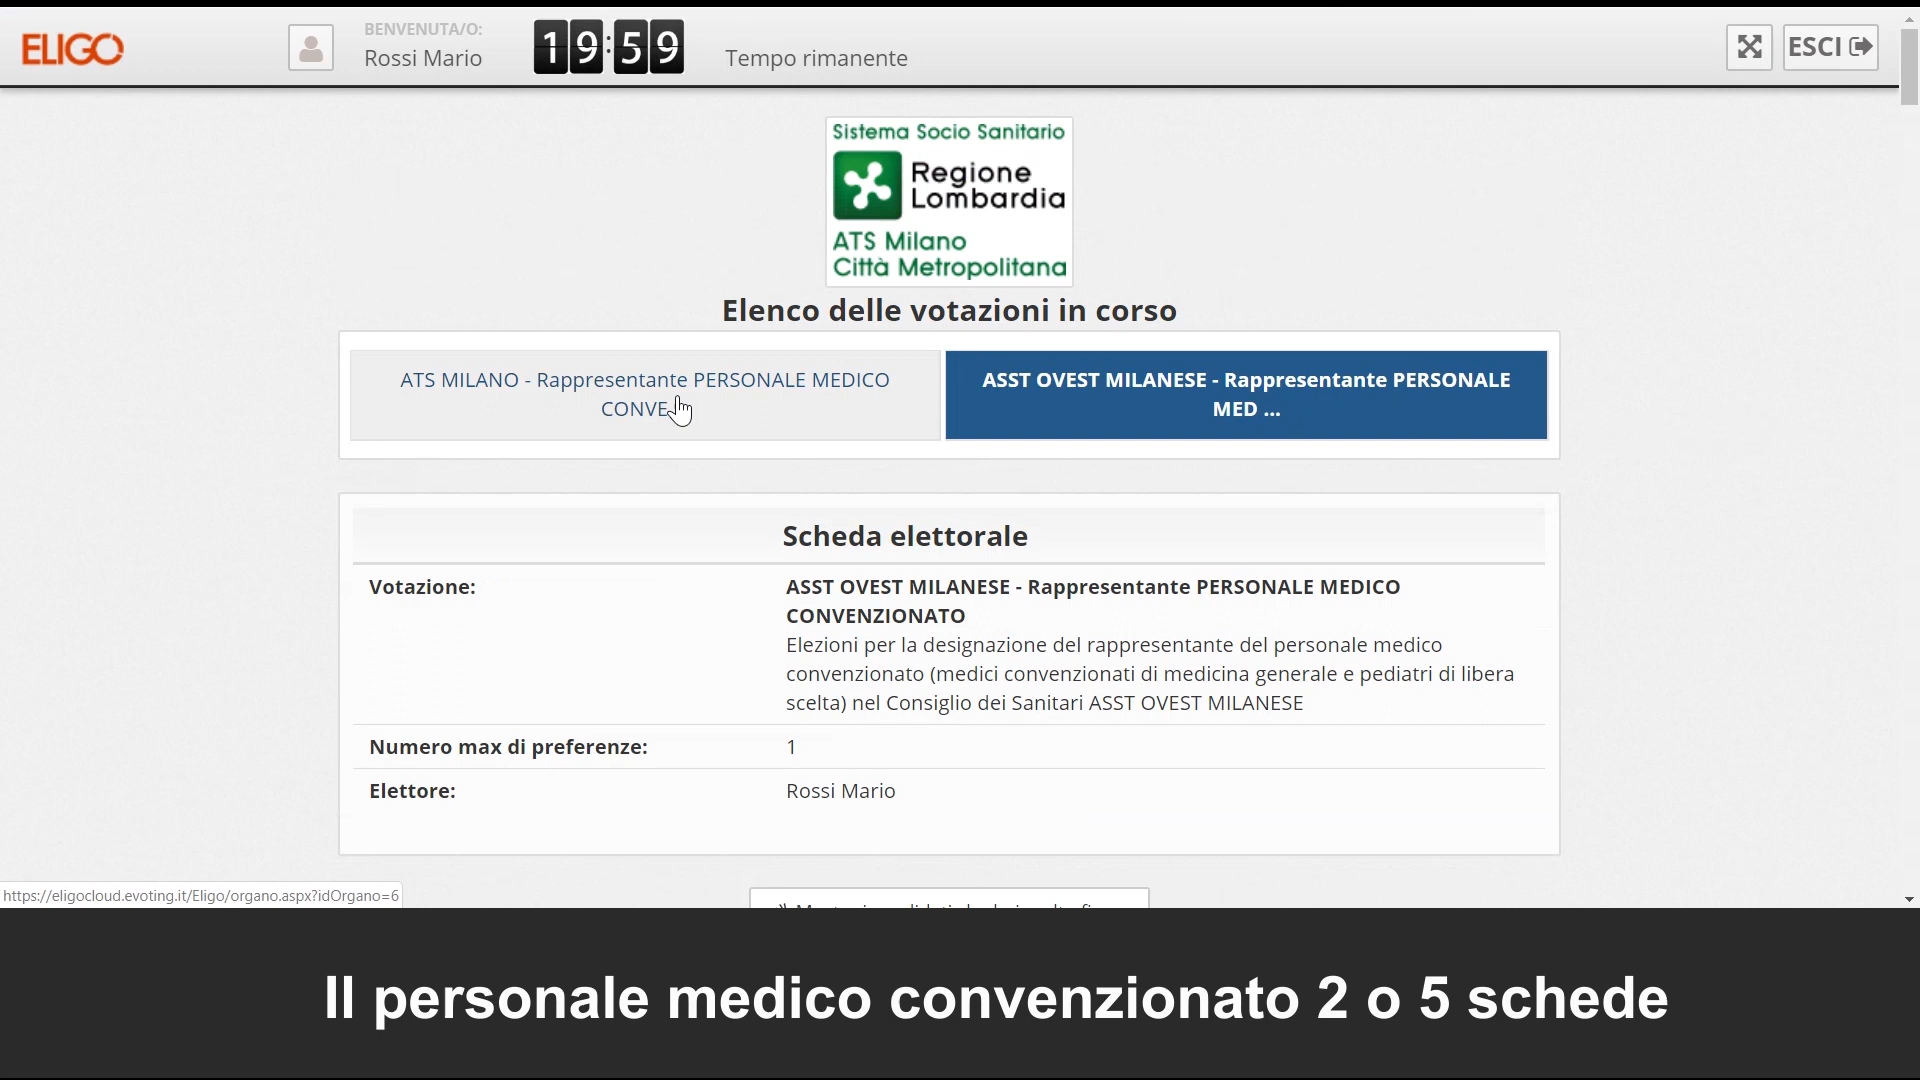 ELIGO
BENVENUTA/O:
Rossi Mario
19:59
Tempo rimanente
ESCI
Sistema Socio Sanitario
Regione
Lombardia
ATS Milano
Città Metropolitana
Elenco delle votazioni in corso
ATS MILANO - Rappresentante PERSONALE MEDICO
CONVE
ASST OVEST MILANESE - Rappresentante PERSONALE
MED ...
Scheda elettorale
Votazione:
ASST OVEST MILANESE - Rappresentante PERSONALE MEDICO
CONVENZIONATO
Elezioni per la designazione del rappresentante del personale medico
convenzionato (medici convenzionati di medicina generale e pediatri di libera
scelta) nel Consiglio dei Sanitari ASST OVEST MILANESE
Numero max di preferenze:
1
Elettore:
Rossi Mario
https://eligocloud.evoting.it/Eligo/organo.aspx?idOrgano=6
Il personale medico convenzionato 2 o 5 schede